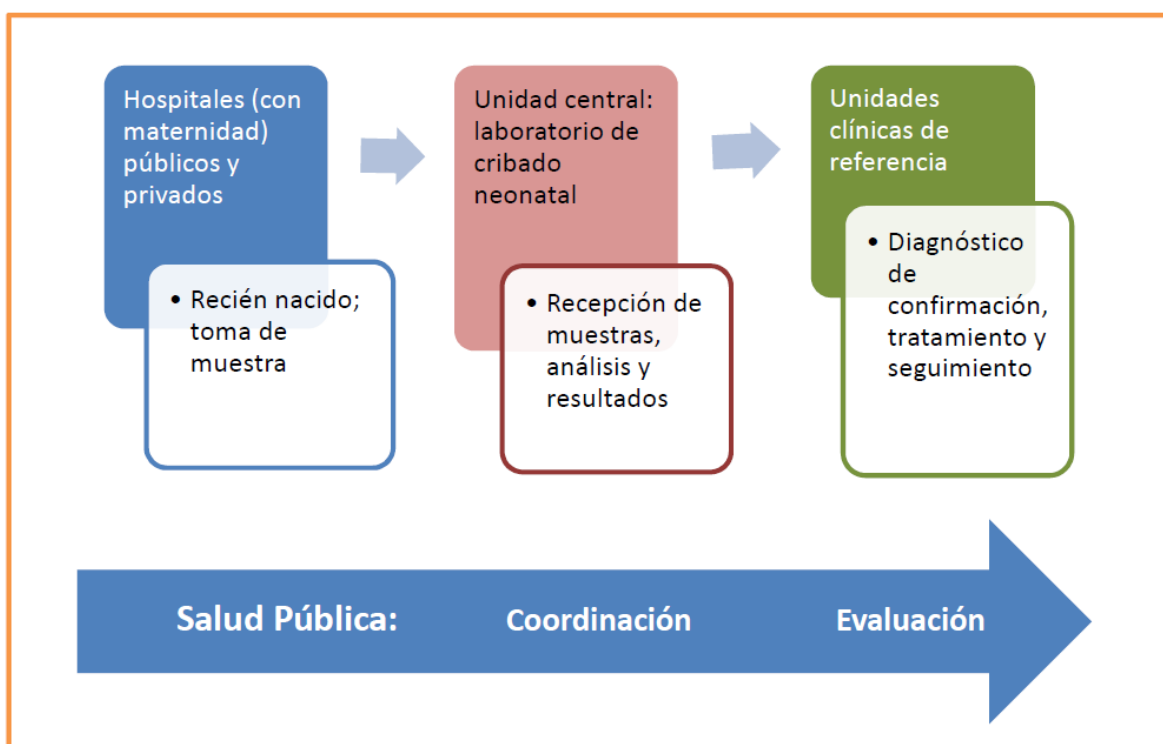 Hospitales (con
maternidad)
públicos y
privados
• Recién nacido;
toma de
muestra
Unidad central:
laboratorio de
cribado
neonatal
• Recepción de
muestras,
análisis y
resultados
Unidades
clínicas de
referencia
• Diagnóstico
de
confirmación,
tratamiento y
seguimiento
Salud Pública: Coordinación Evaluación